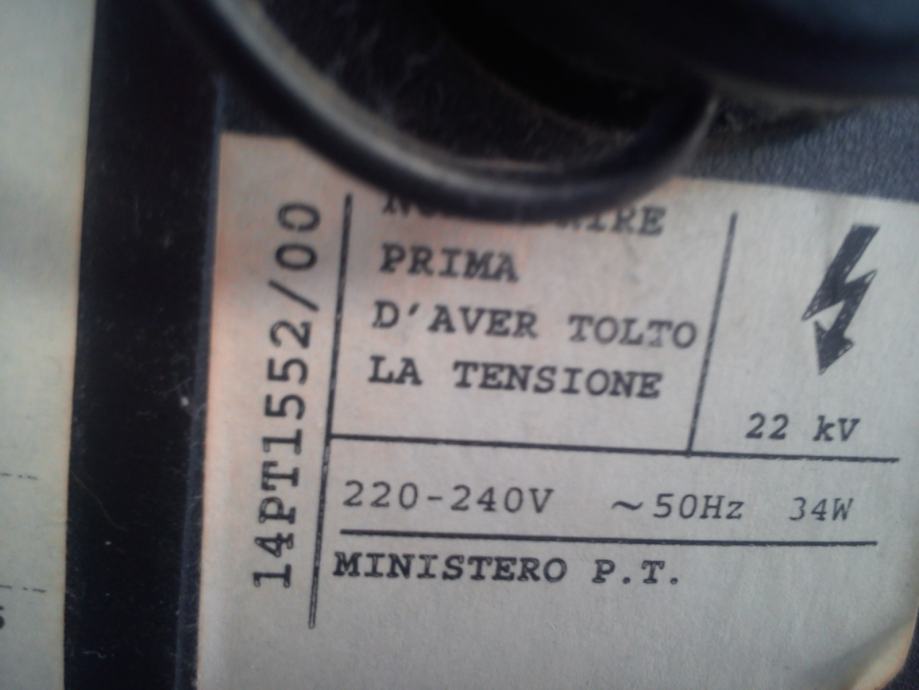 14PT1552/00
PRIMA
D'AVER TOLTO
LA TENSIONE
22 kV
220-240V ~50Hz 34W
MINISTERO P.T.